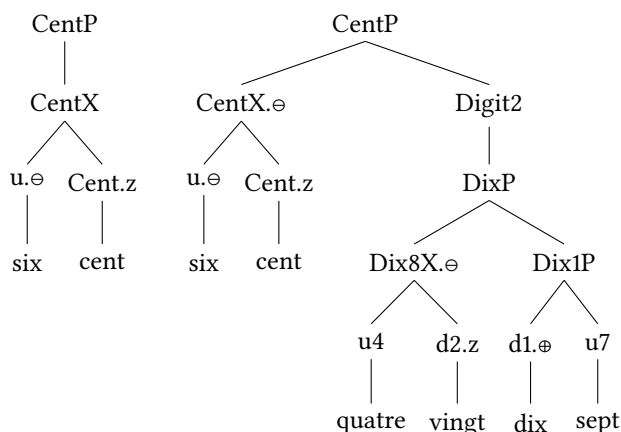 CentP CentP
CentX CentX.⊖ Digit2
u.⊖ Cent.z u.⊖ Cent.z DixP
six cent six cent Dix8X.⊖ Dix1P
u4 d2.z d1.⊕ u7
quatre vingt dix sept